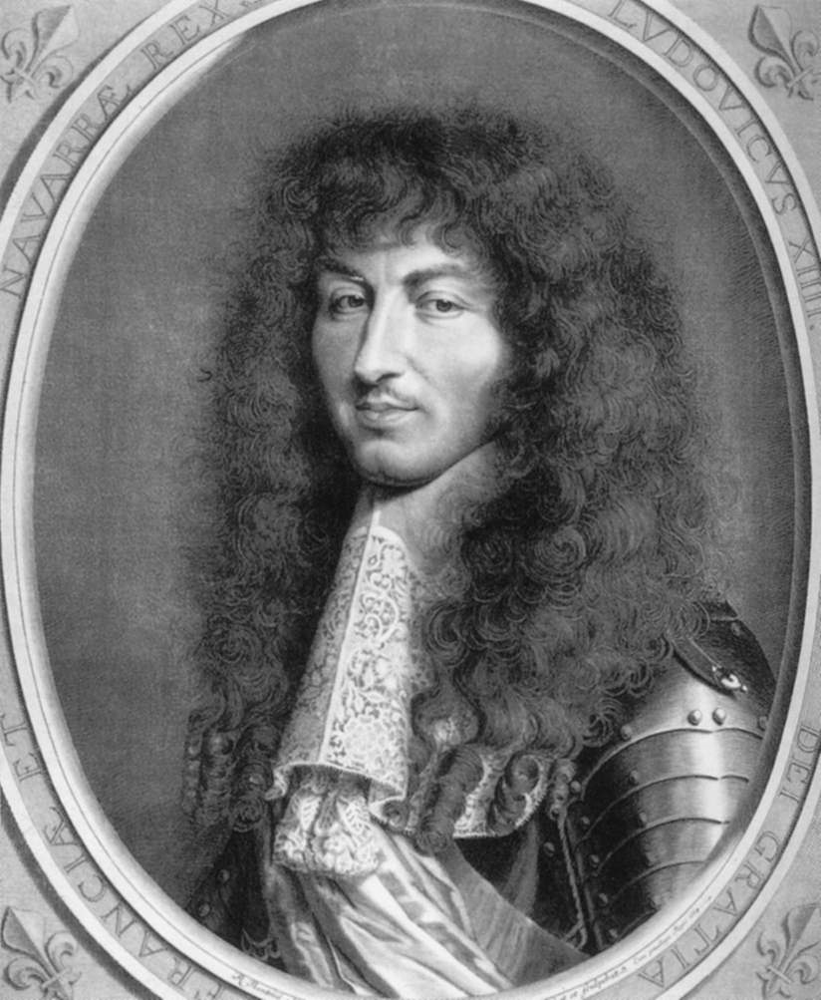 LVDOVICVS XIIII.
DEI GRATIA
FRANCIÆ ET
NAVARRÆ REX